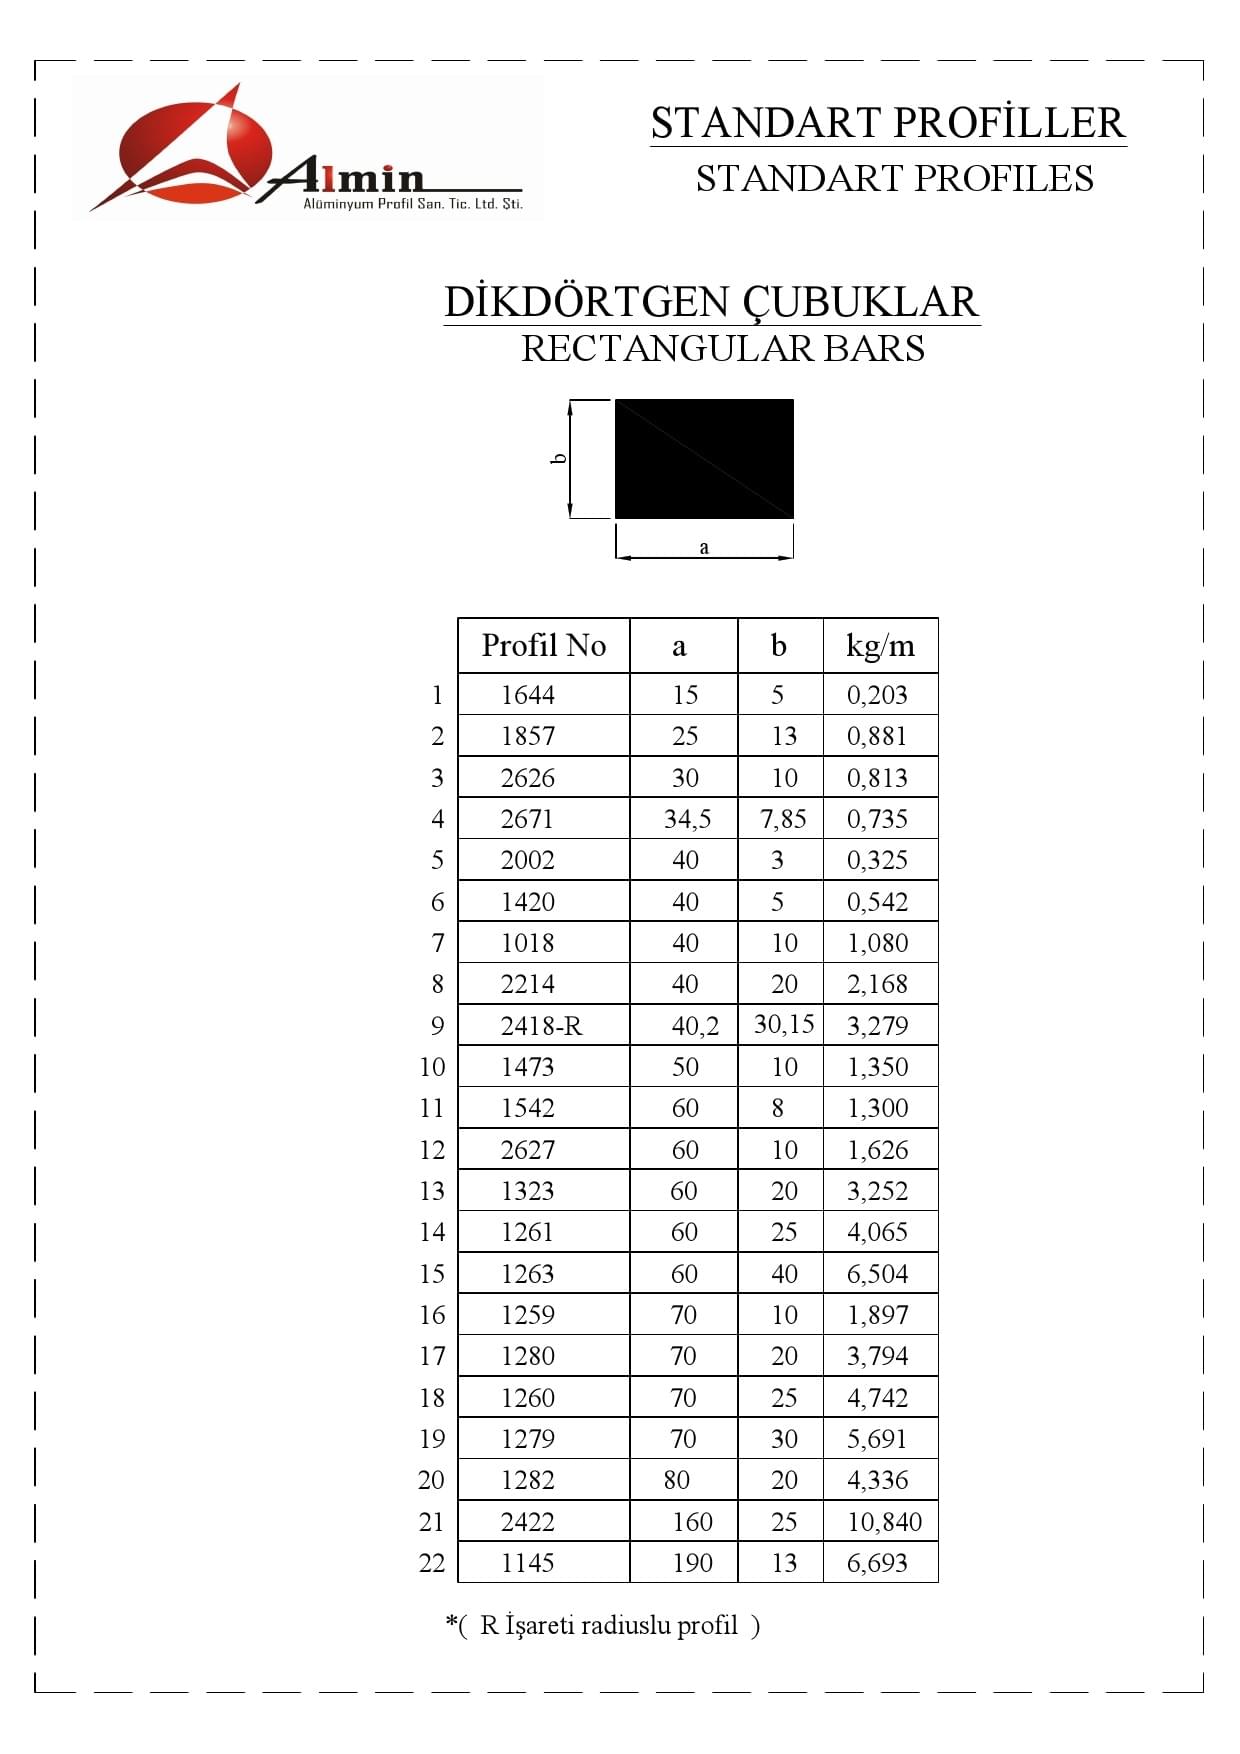 Almin
Alüminyum Profil San. Tic. Ltd. Şti.
STANDART PROFİLLER
STANDART PROFILES
DİKDÖRTGEN ÇUBUKLAR
RECTANGULAR BARS
b
a
Profil No a b kg/m
1 1644 15 5 0,203
2 1857 25 13 0,881
3 2626 30 10 0,813
4 2671 34,5 7,85 0,735
5 2002 40 3 0,325
6 1420 40 5 0,542
7 1018 40 10 1,080
8 2214 40 20 2,168
9 2418-R 40,2 30,15 3,279
10 1473 50 10 1,350
11 1542 60 8 1,300
12 2627 60 10 1,626
13 1323 60 20 3,252
14 1261 60 25 4,065
15 1263 60 40 6,504
16 1259 70 10 1,897
17 1280 70 20 3,794
18 1260 70 25 4,742
19 1279 70 30 5,691
20 1282 80 20 4,336
21 2422 160 25 10,840
22 1145 190 13 6,693
*( R İşareti radiuslu profil )